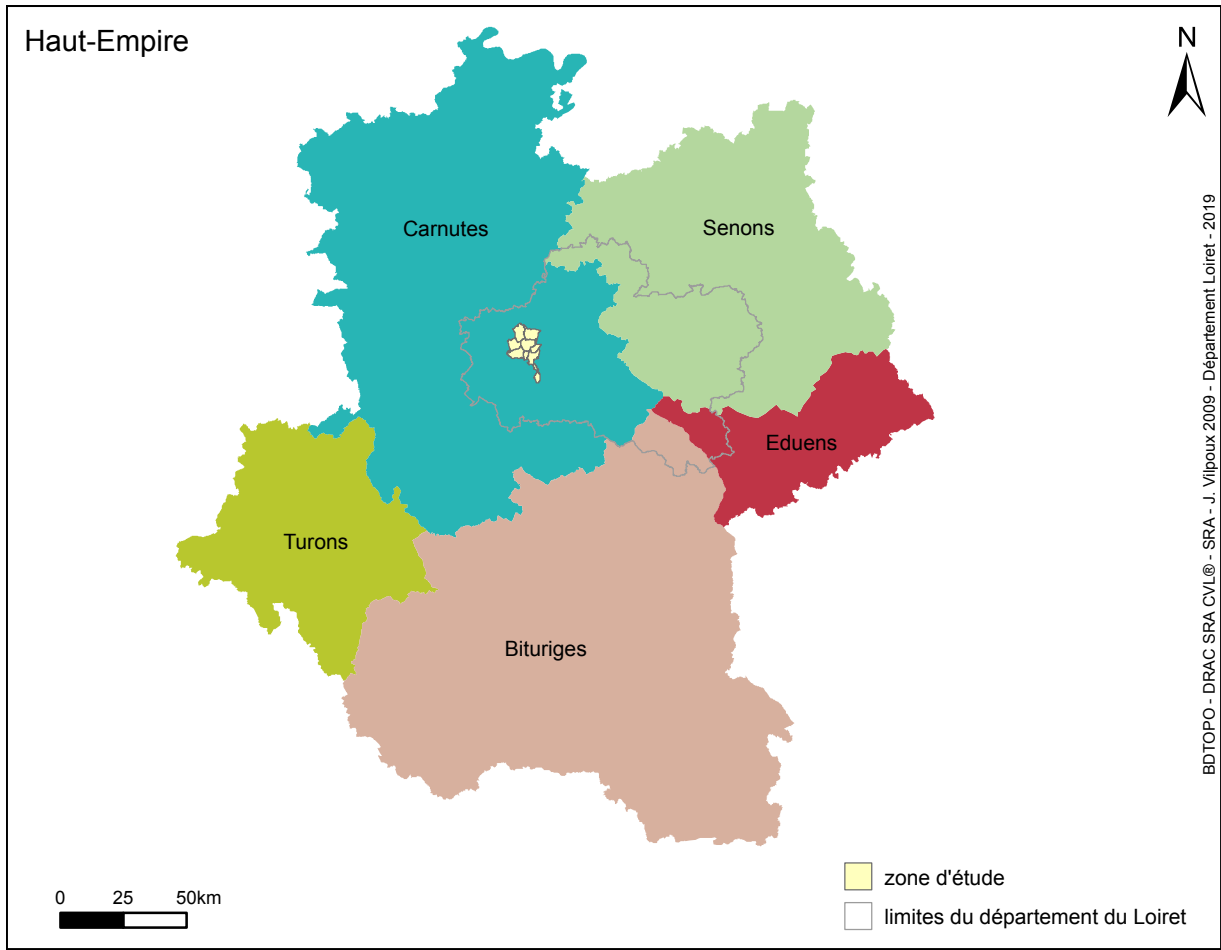 Haut-Empire
N
Carnutes
Senons
Eduens
Turons
Bituriges
BDTOPO - DRAC SRA CVL® - SRA - J. Vilpoux 2009 - Département Loiret - 2019
0 25 50km
zone d'étude
limites du département du Loiret